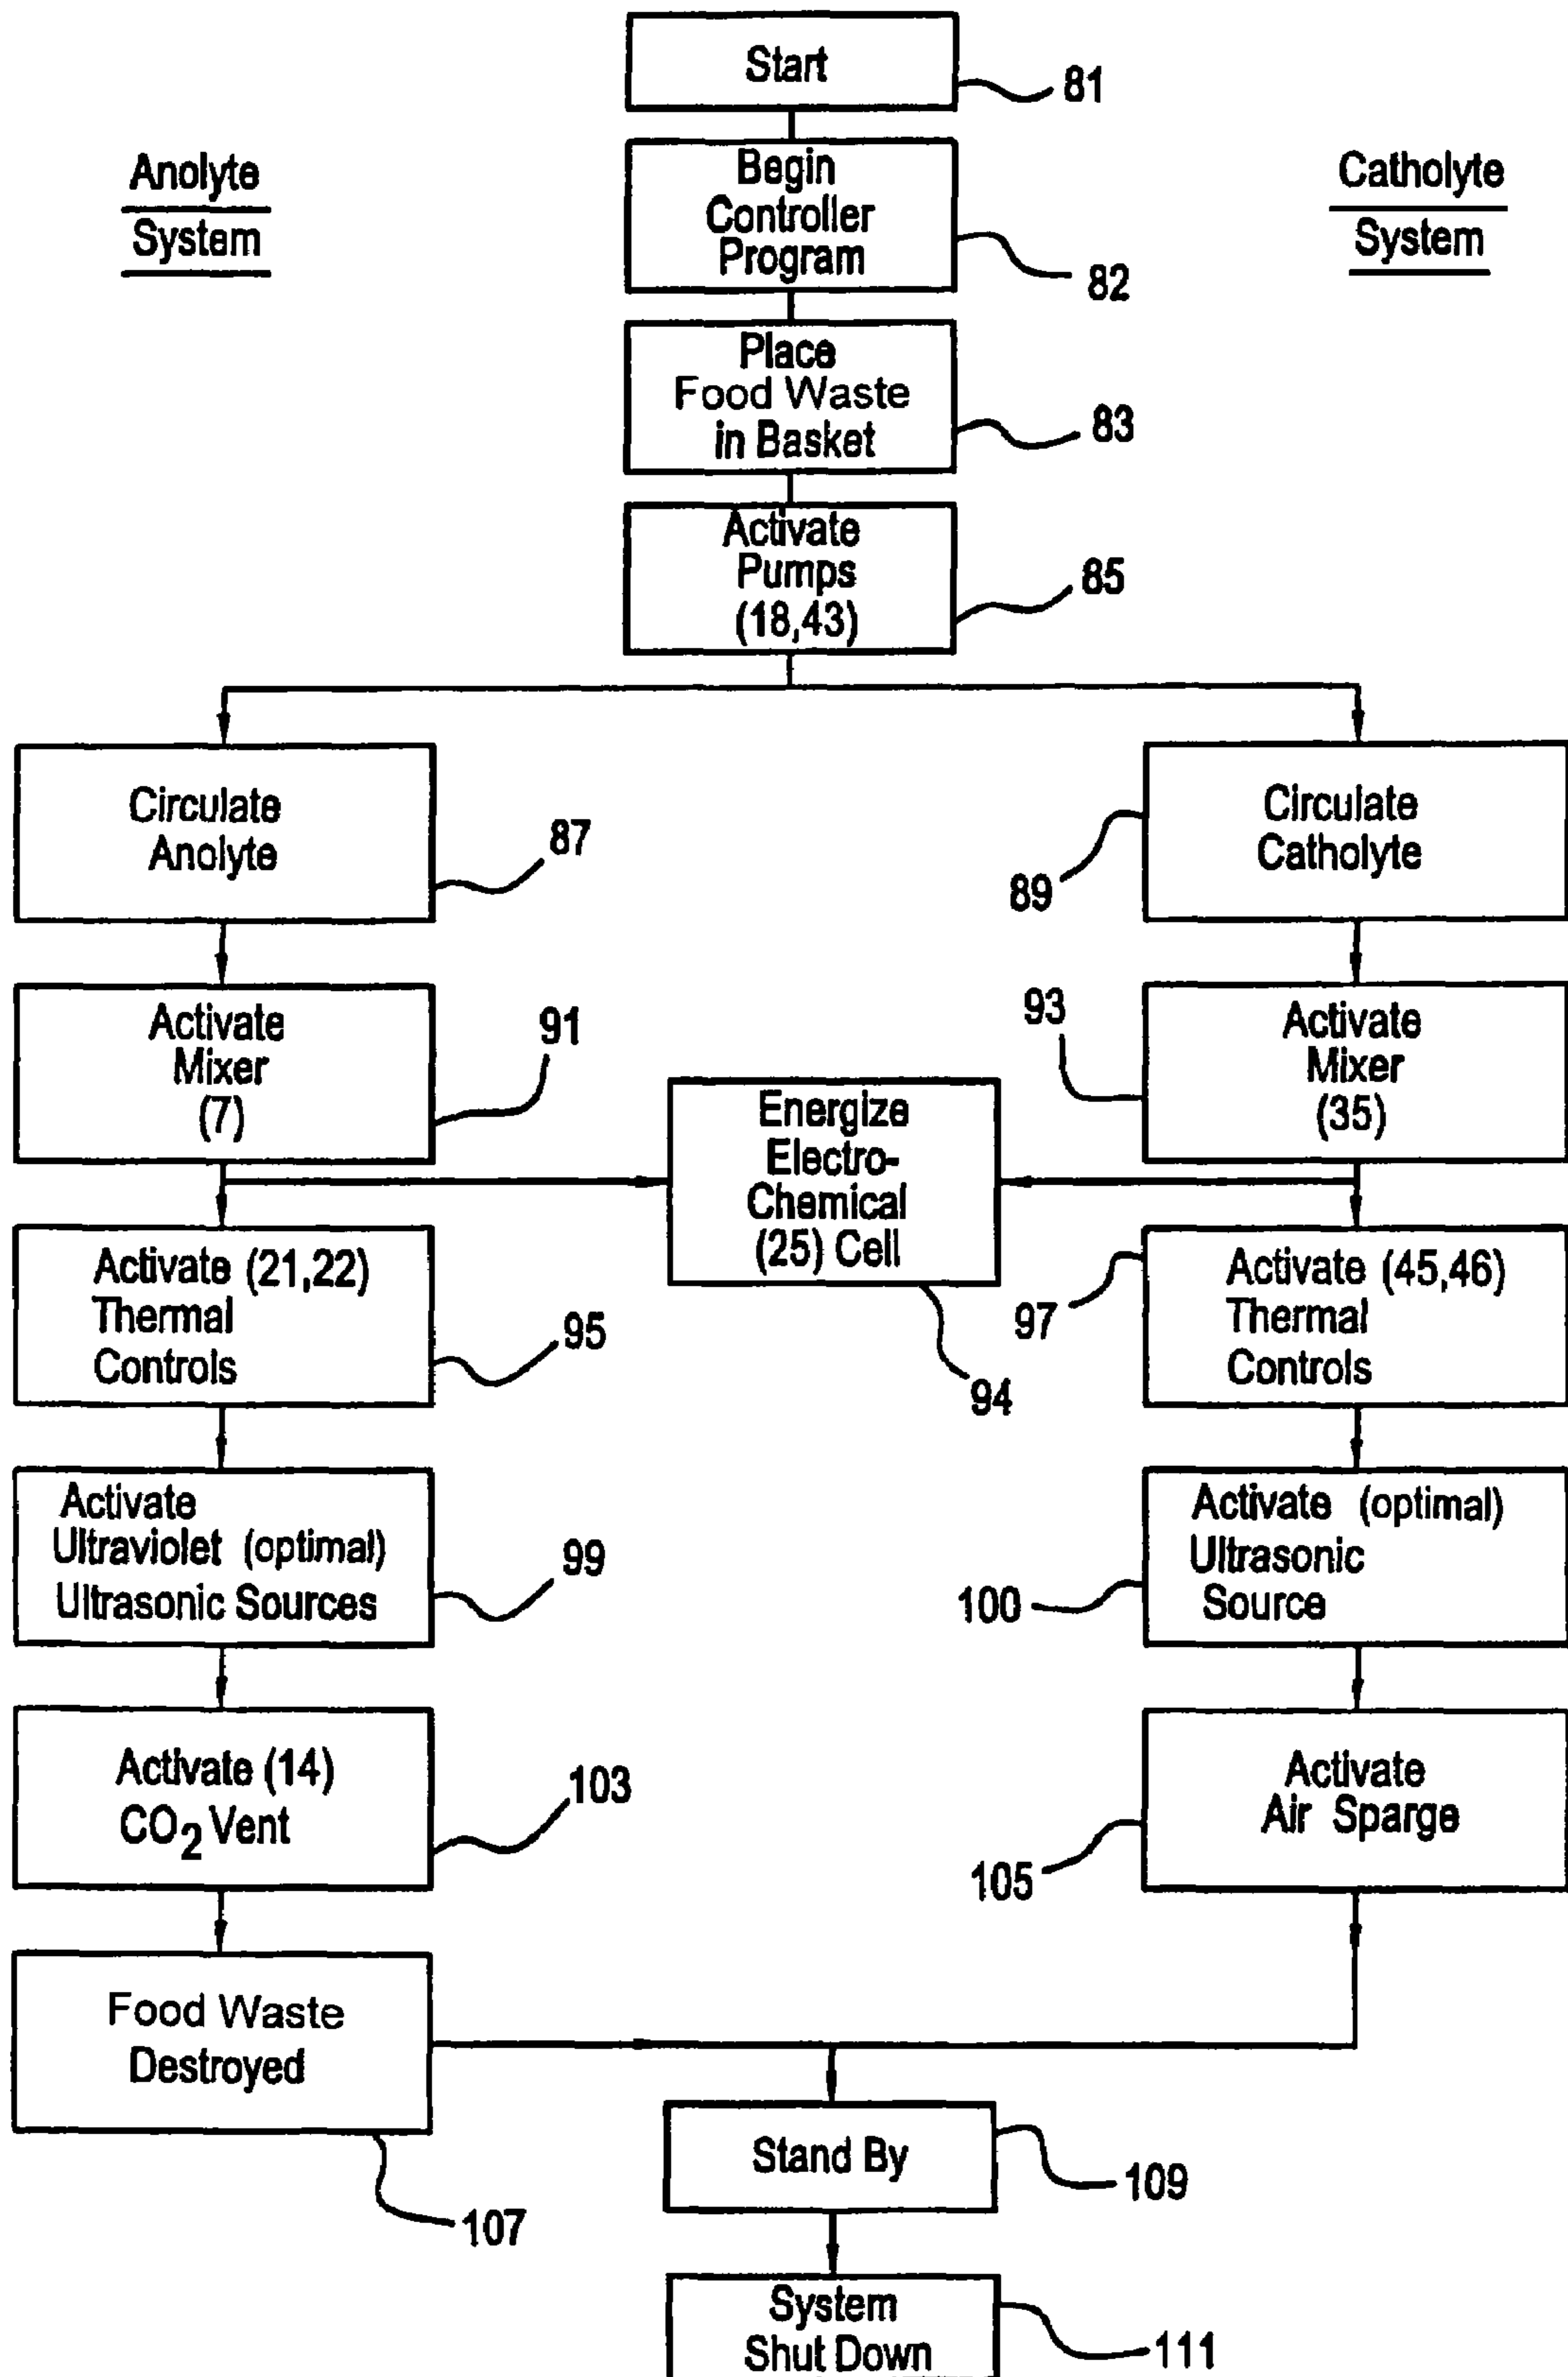 Start
81
Anolyte
System
Catholyte
System
Begin
Controller
Program
82
Place
Food Waste
in Basket
83
Activate
Pumps
(18,43)
85
Circulate
Anolyte
87
Circulate
Catholyte
89
Activate
Mixer
(7)
91
Activate
Mixer
(35)
93
Energize
Electro-
Chemical
(25) Cell
94
Activate (21,22)
Thermal
Controls
95
Activate (45,46)
Thermal
Controls
97
Activate
Ultraviolet (optimal)
Ultrasonic Sources
99
Activate (optimal)
Ultrasonic
Source
100
Activate (14)
CO2 Vent
103
Activate
Air Sparge
105
Food Waste
Destroyed
107
Stand By
109
System
Shut Down
111